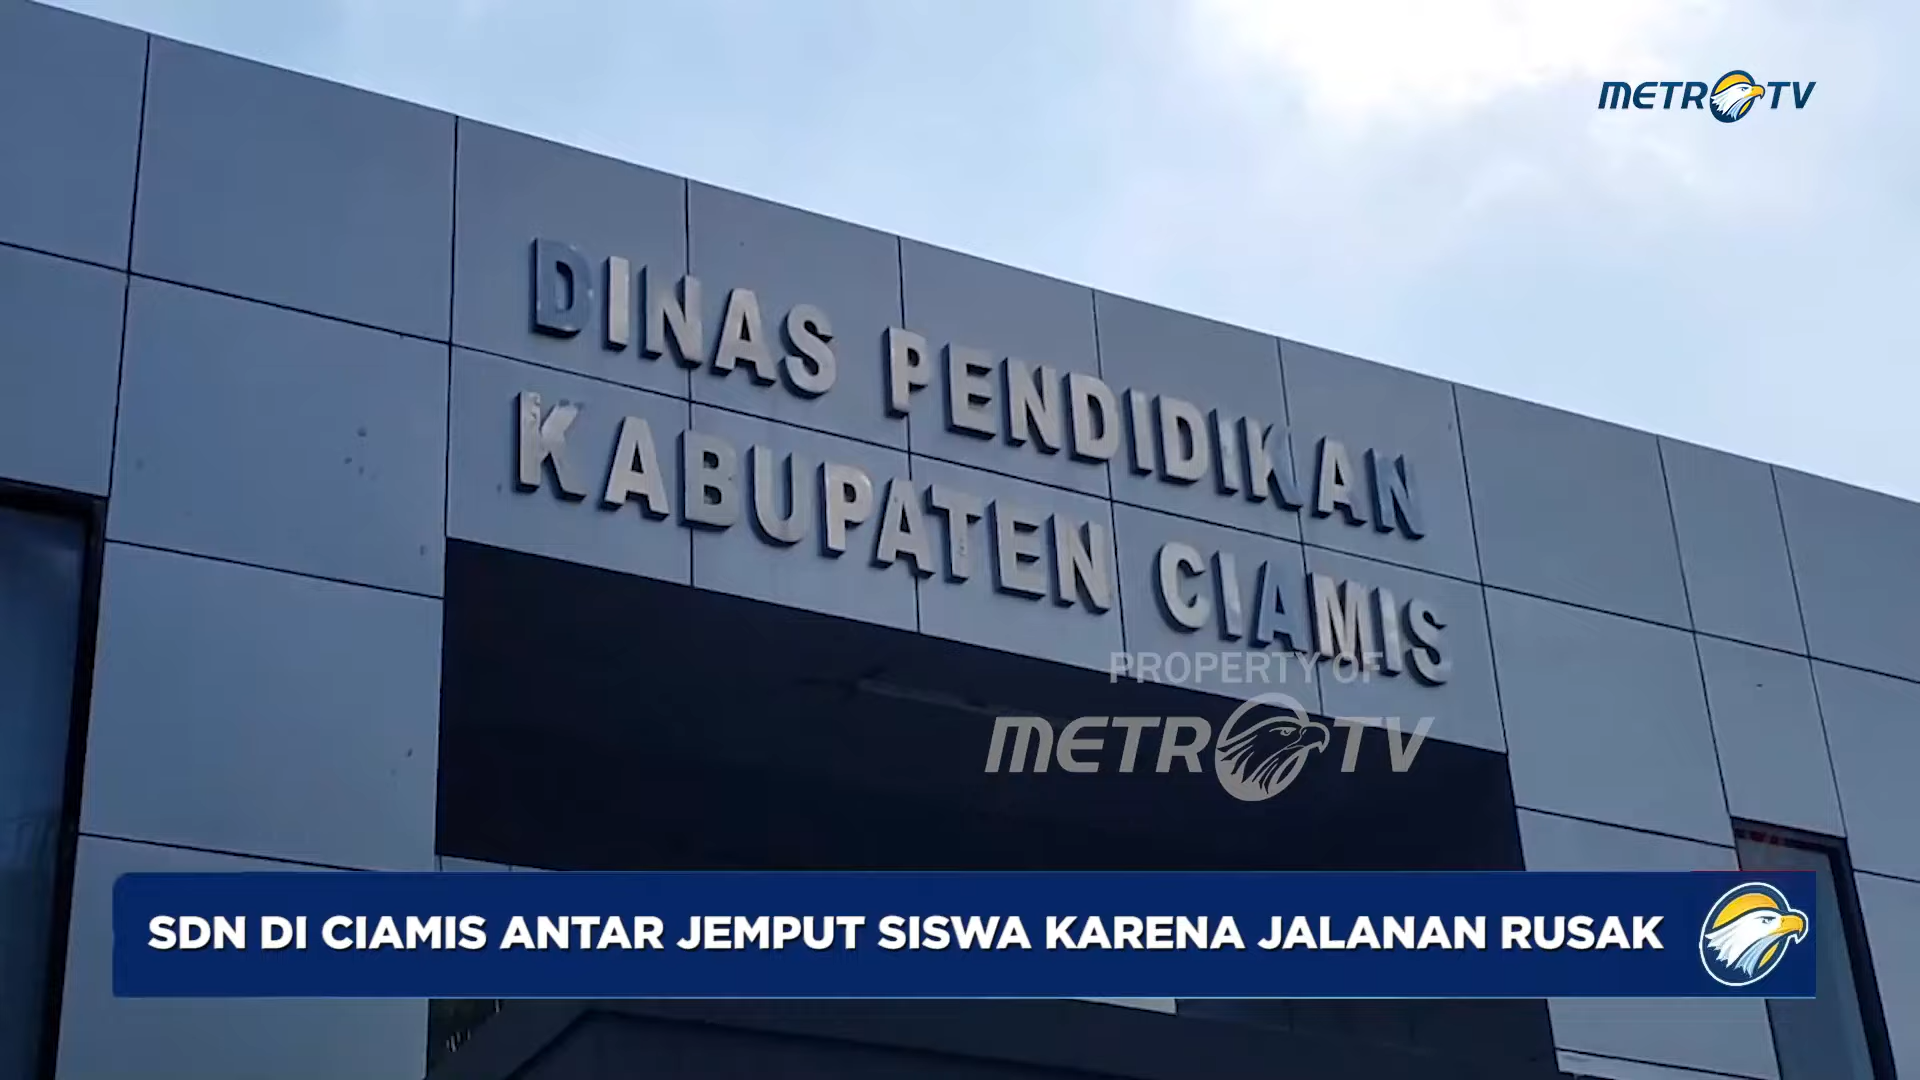 METRO TV
DINAS PENDIDIKAN
KABUPATEN CIAMIS
PROPERTY OF
METRO TV
SDN DI CIAMIS ANTAR JEMPUT SISWA KARENA JALANAN RUSAK